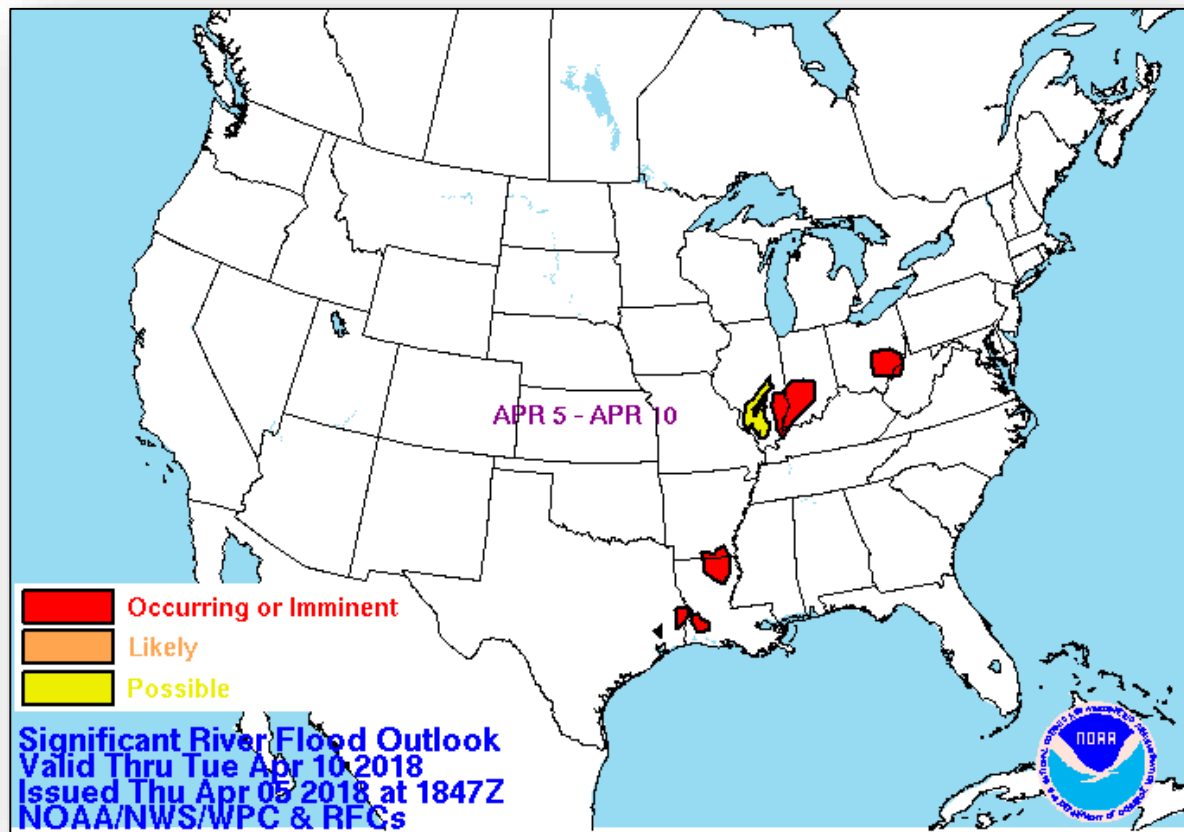 APR 5 - APR 10
Occurring or Imminent
Likely
Possible
Significant River Flood Outlook
Valid Thru Tue Apr 10 2018
Issued Thu Apr 05 2018 at 1847Z
NOAA/NWS/WPC & RFCs
NOAA